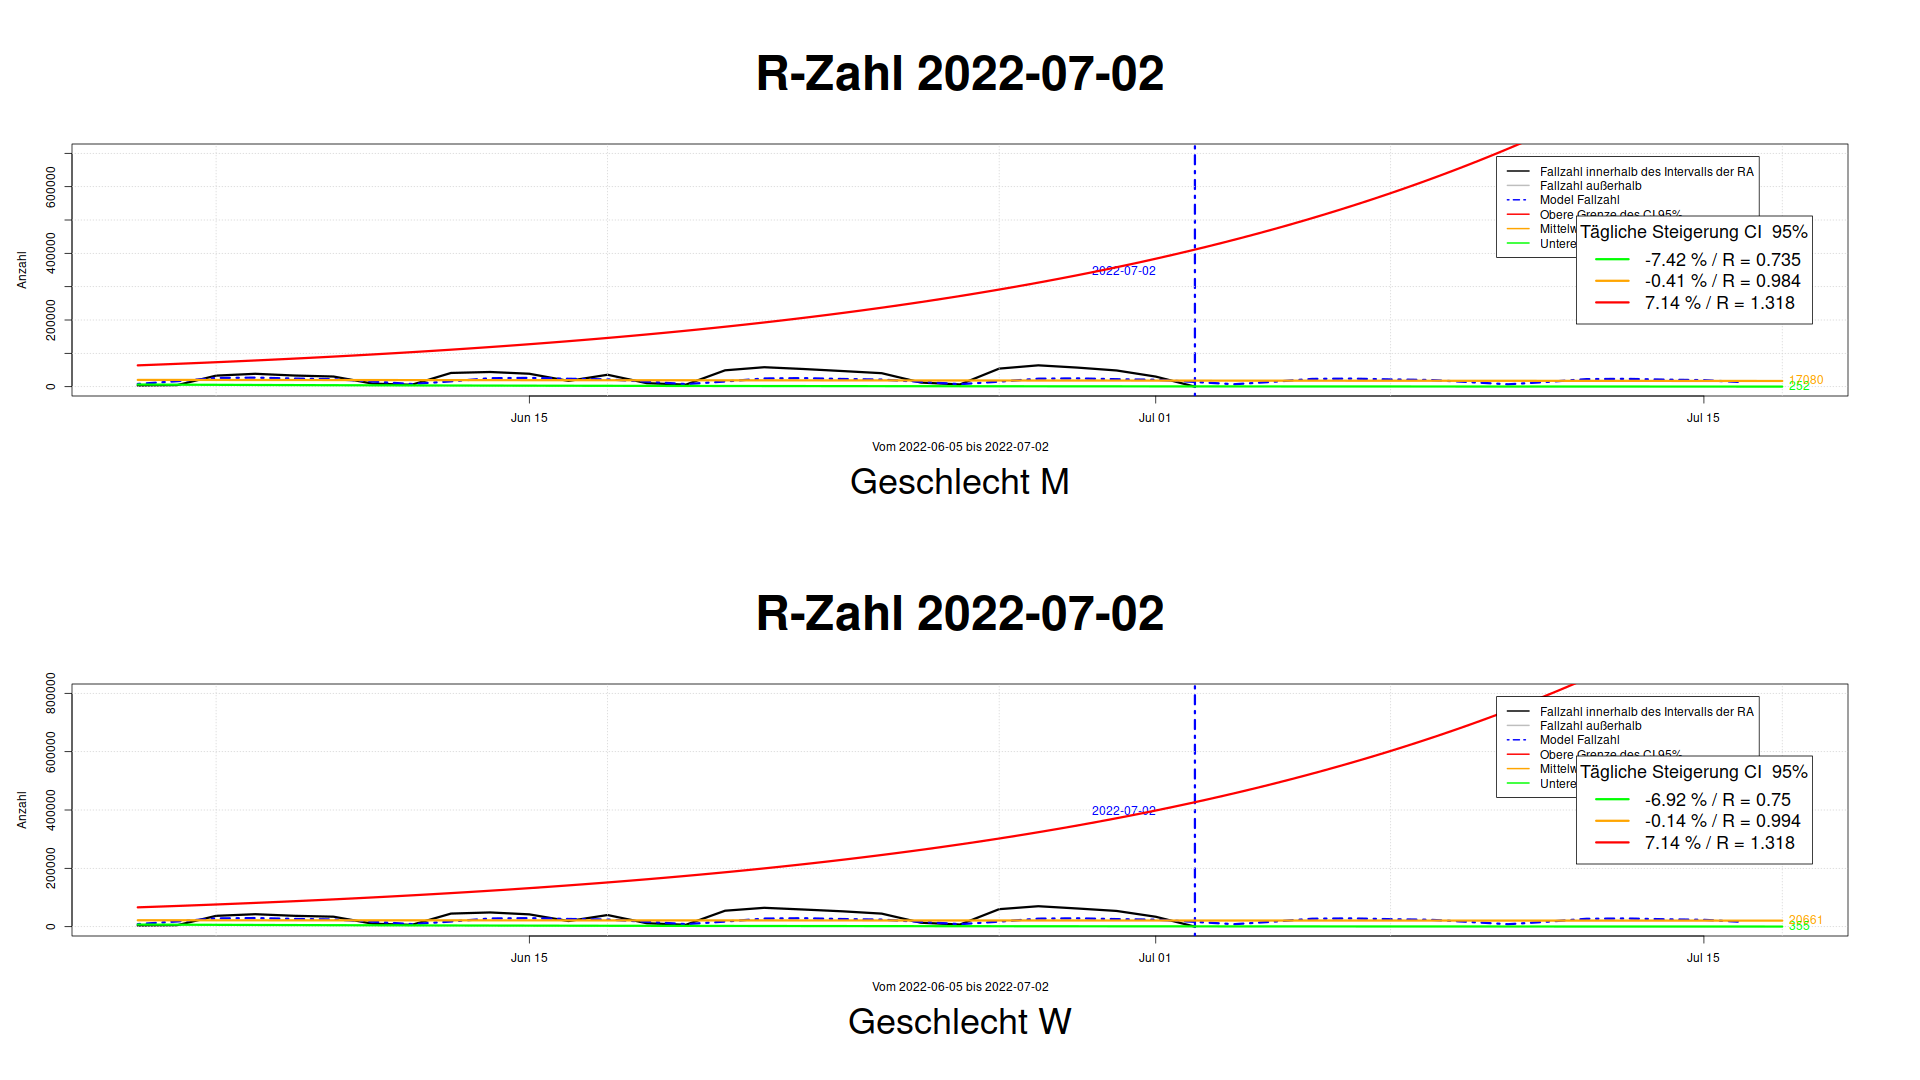 R-Zahl 2022-07-02
600000
400000
200000
0
Anzahl
2022-07-02
Fallzahl innerhalb des Intervalls der RA
Fallzahl außerhalb
Model Fallzahl
Obere Grenze des CI 95%
Untere
Tägliche Steigerung CI 95%
-7.42 % / R = 0.735
-0.41 % / R = 0.984
7.14 % / R = 1.318
17080
252
Jun 15
Jul 01
Jul 15
Vom 2022-06-05 bis 2022-07-02
Geschlecht M
R-Zahl 2022-07-02
800000
600000
400000
200000
0
Anzahl
2022-07-02
Fallzahl innerhalb des Intervalls der RA
Fallzahl außerhalb
Model Fallzahl
Obere Grenze des CI 95%
Untere
Tägliche Steigerung CI 95%
-6.92 % / R = 0.75
-0.14 % / R = 0.994
7.14 % / R = 1.318
20661
355
Jun 15
Jul 01
Jul 15
Vom 2022-06-05 bis 2022-07-02
Geschlecht W